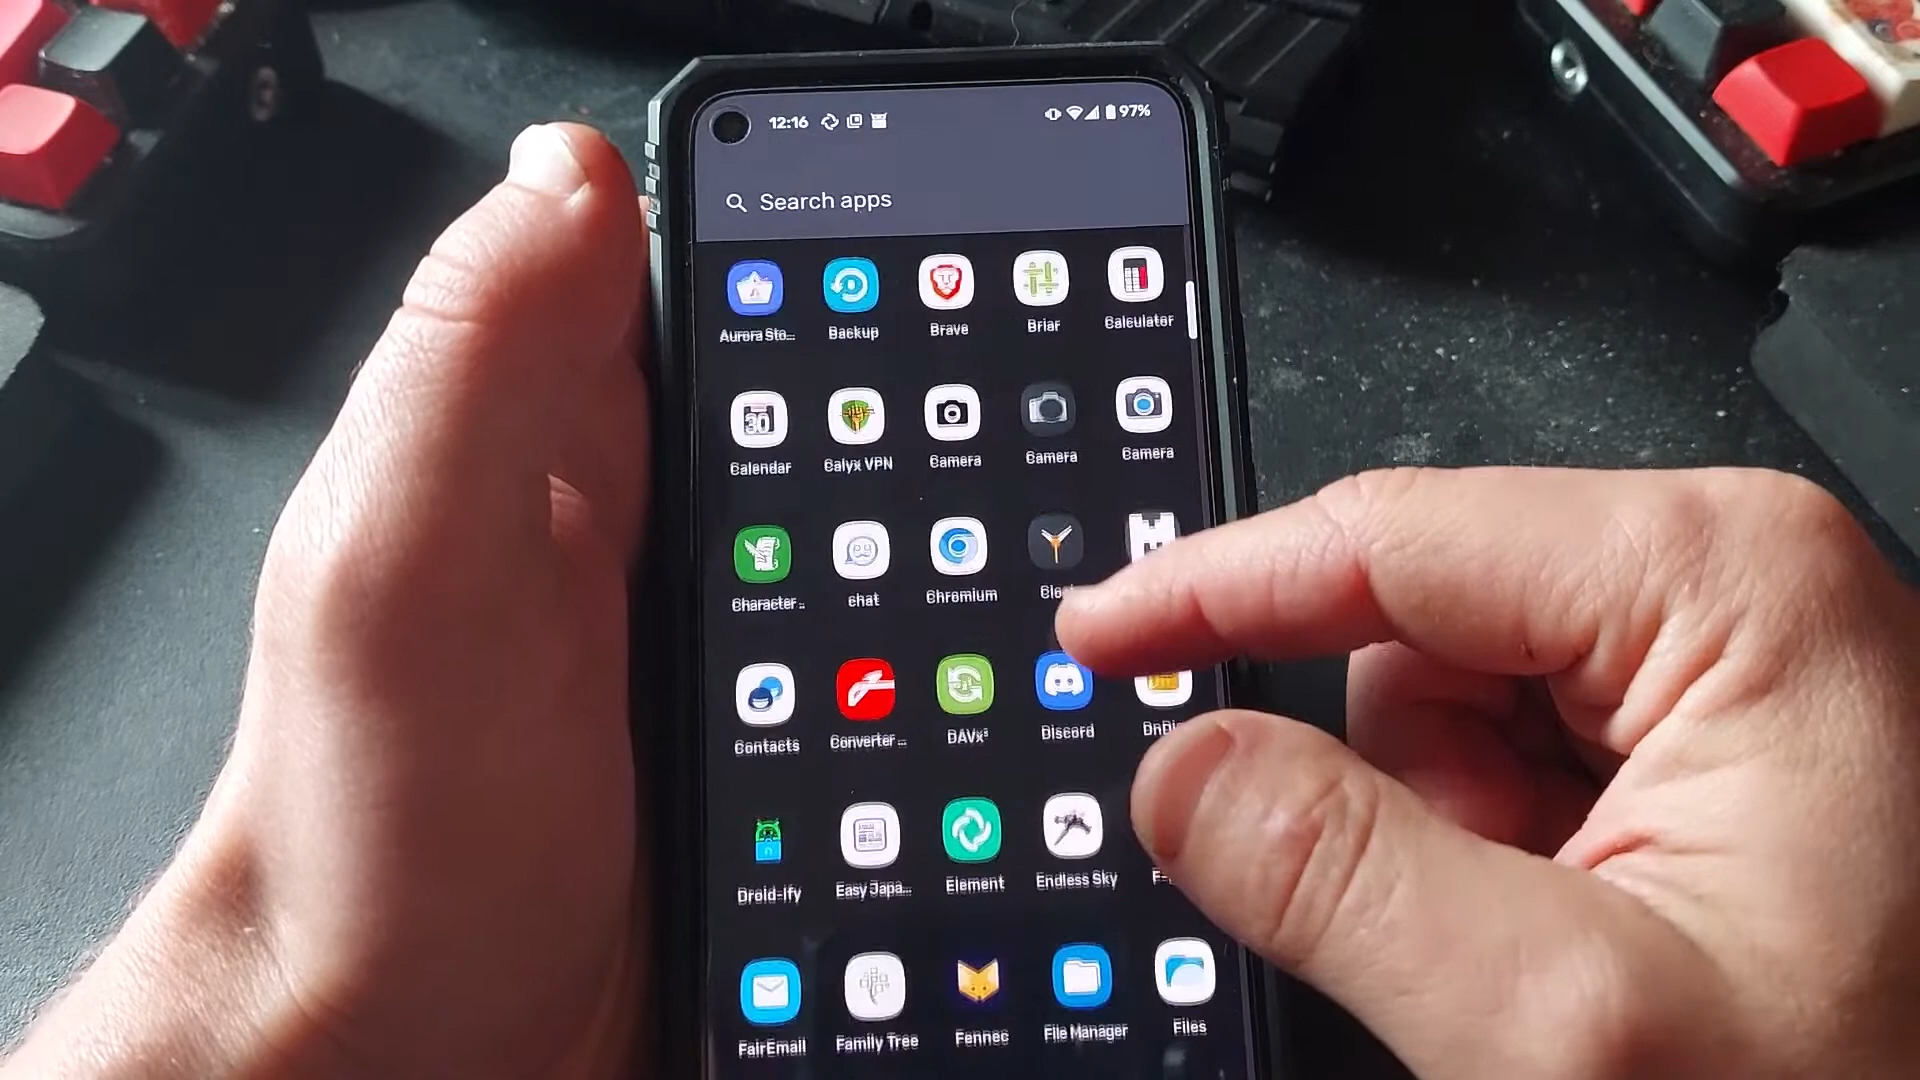 12:16 97%
Search apps
Aurora Sto... Backup Brave Briar Calculator
30
Calendar Calyx VPN Camera Camera Camera
Character... chat Chromium
Contacts Converter... DAVx⁵ Discord
Droid-ify Easy Japa... Element Endless Sky
FairEmail Family Tree Fennec File Manager Files